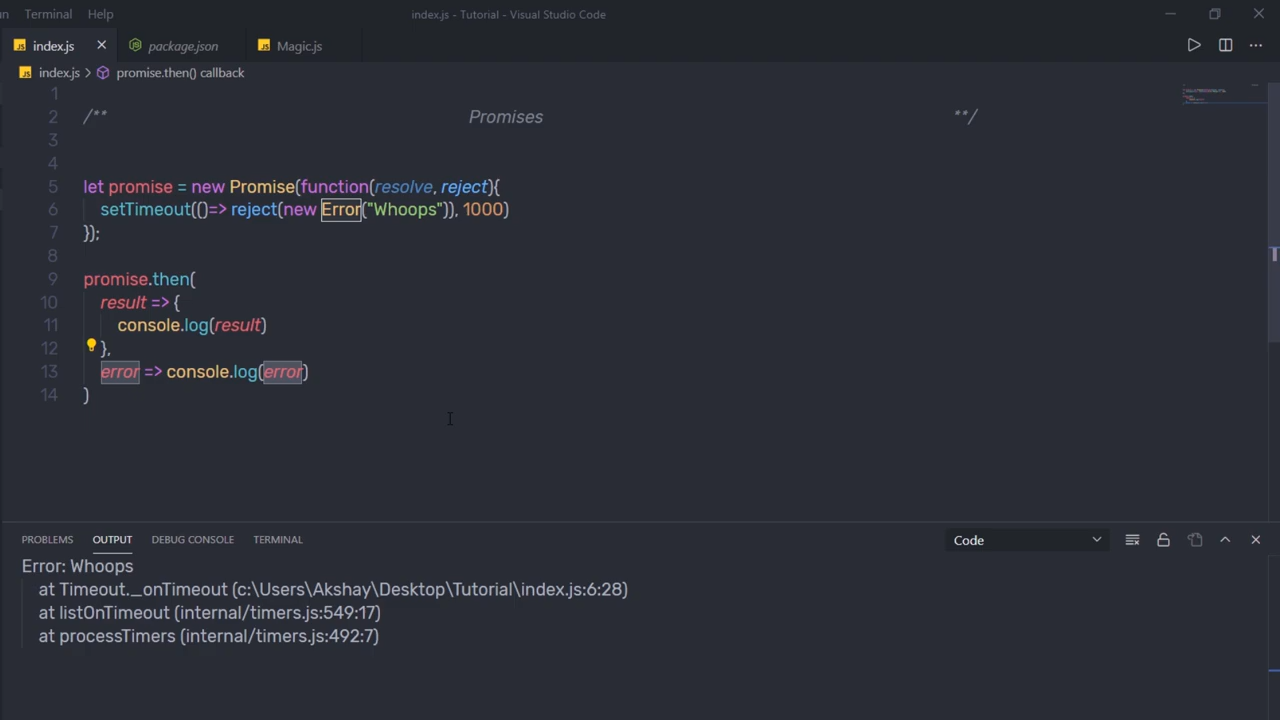 Terminal Help index.js - Tutorial - Visual Studio Code
index.js package.json Magic.js
index.js > promise.then() callback
1
2 /** Promises **/
3
4
5 let promise = new Promise(function(resolve, reject){
6 setTimeout(()=> reject(new Error("Whoops")), 1000)
7 });
8
9 promise.then(
10 result => {
11 console.log(result)
12 },
13 error => console.log(error)
14 )
PROBLEMS OUTPUT DEBUG CONSOLE TERMINAL Code
Error: Whoops
at Timeout._onTimeout (c:\Users\Akshay\Desktop\Tutorial\index.js:6:28)
at listOnTimeout (internal/timers.js:549:17)
at processTimers (internal/timers.js:492:7)